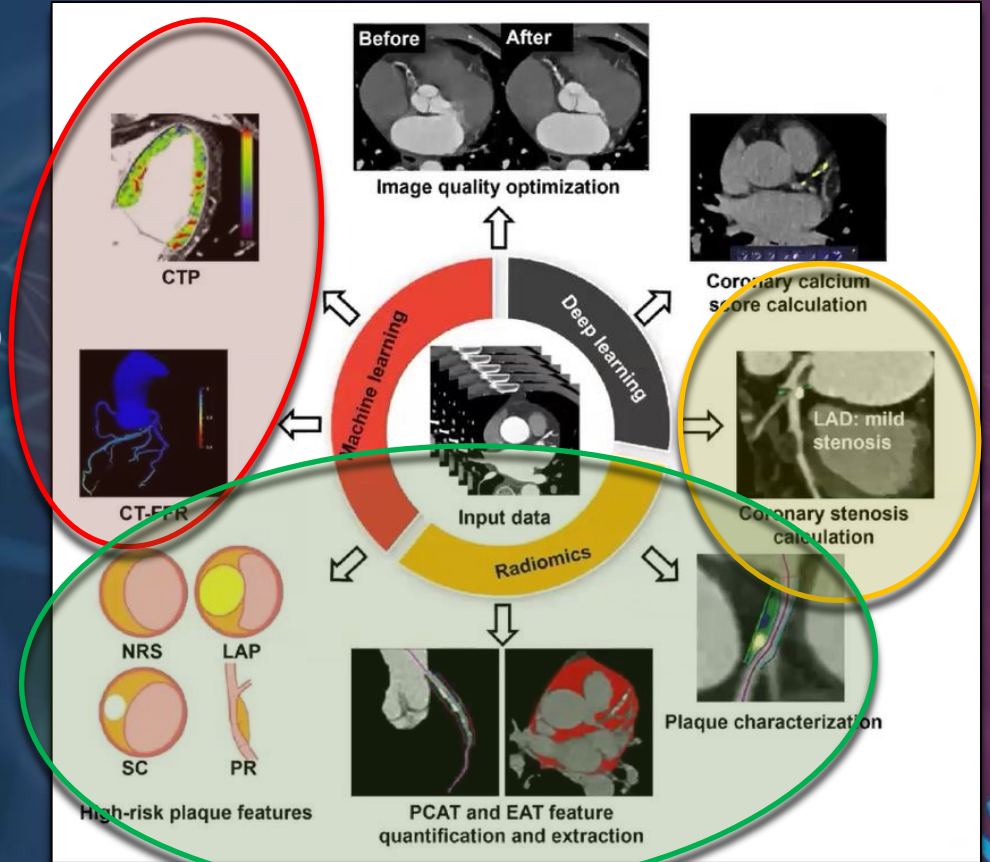 Before
After
Image quality optimization
CTP
Coronary calcium
score calculation
Machine learning
Deep learning
LAD: mild
stenosis
CT-FFR
Input data
Coronary stenosis
calculation
Radiomics
NRS
LAP
SC
PR
Plaque characterization
High-risk plaque features
PCAT and EAT feature
quantification and extraction